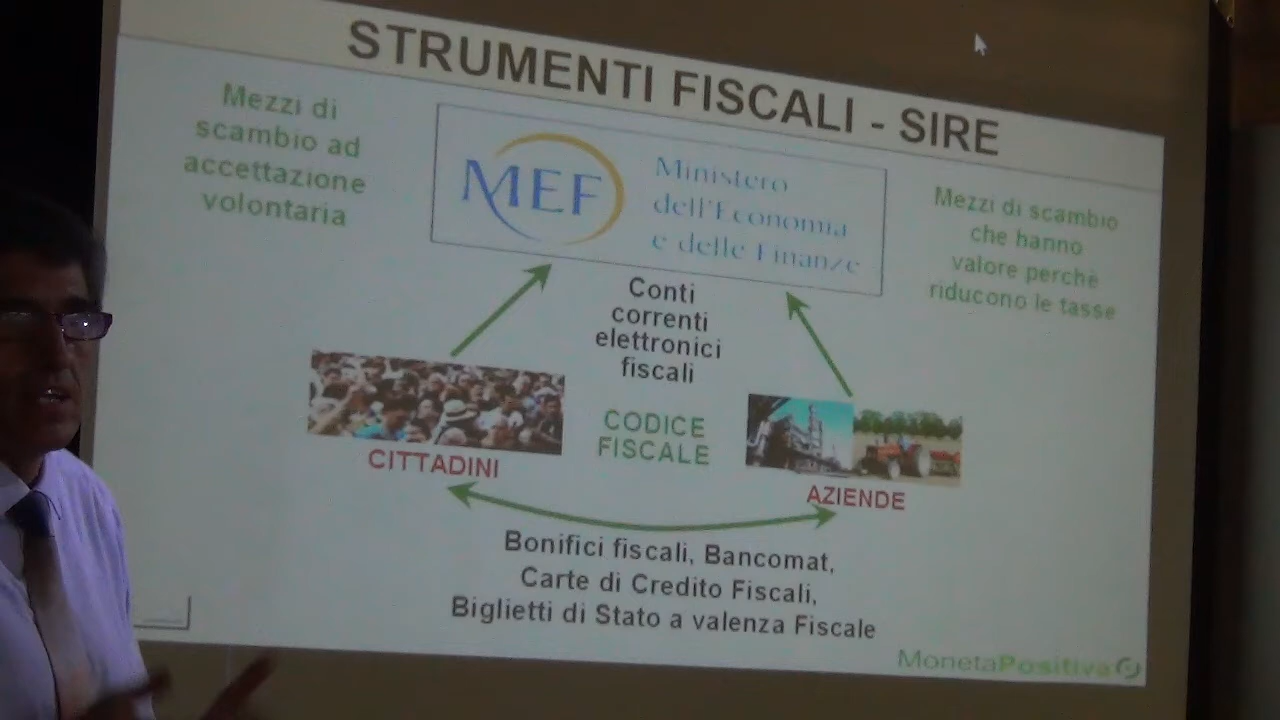 STRUMENTI FISCALI - SIRE
Mezzi di
scambio ad
accettazione
volontaria
MEF
Ministero
dell'Economia
e delle Finanze
Mezzi di scambio
che hanno
valore perchè
riducono le tasse
Conti
correnti
elettronici
fiscali
CODICE
FISCALE
CITTADINI
AZIENDE
Bonifici fiscali, Bancomat,
Carte di Credito Fiscali,
Biglietti di Stato a valenza Fiscale
MonetaPositiva